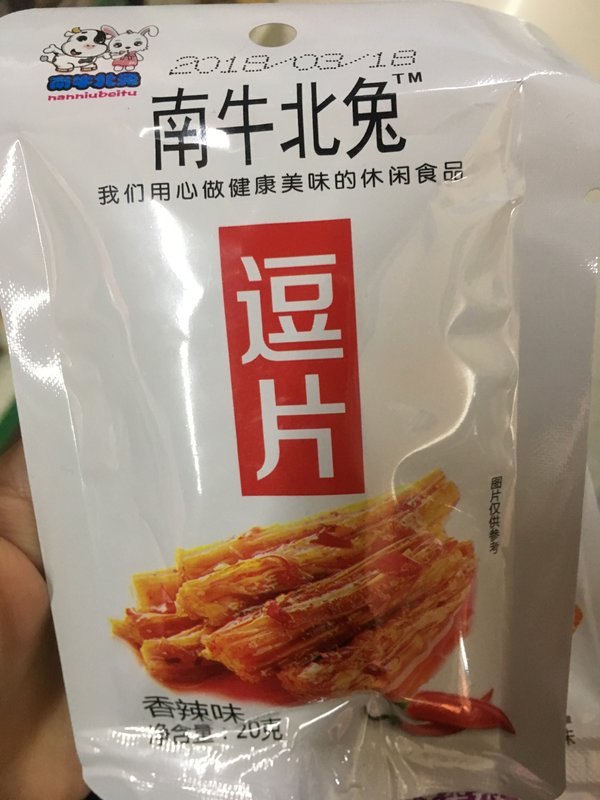 2018/03/18
南牛北兔
nanniubeitu
南牛北兔™
我们用心做健康美味的休闲食品
逗片
图片仅供参考
香辣味
净含量:20克
味